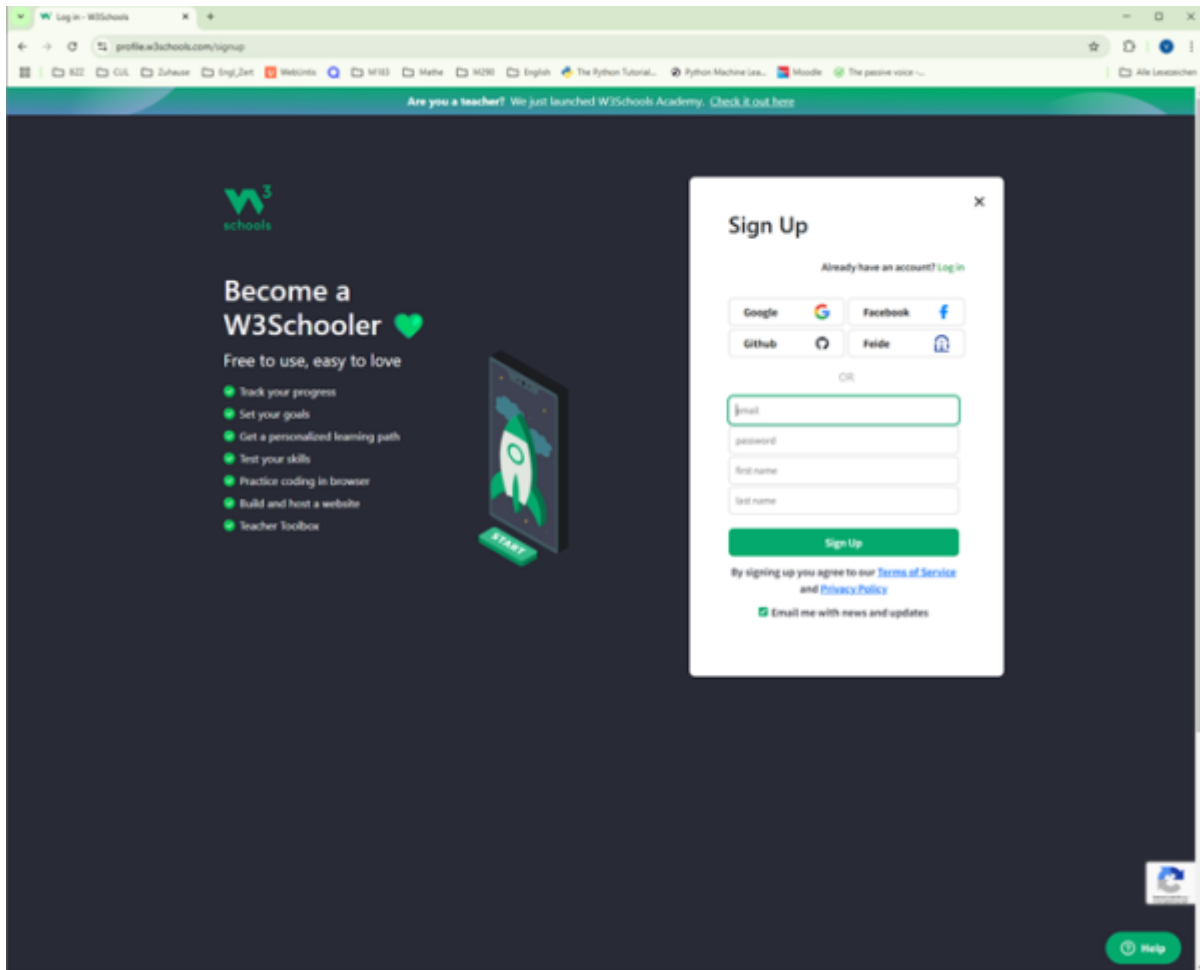 Log in - W3Schools
profile.w3schools.com/signup
BZZ CUL Zuhause Engl_Zert WebUntis M183 Mathe M290 English The Python Tutorial... Python Machine Lea... Moodle The passive voice -... Alle Lesezeichen
Are you a teacher? We just launched W3Schools Academy. Check it out here
3
schools
Become a
W3Schooler
Free to use, easy to love
Track your progress
Set your goals
Get a personalized learning path
Test your skills
Practice coding in browser
Build and host a website
Teacher Toolbox
START
Sign Up
Already have an account? Log in
Google Facebook
Github Feide
OR
email
password
first name
last name
Sign Up
By signing up you agree to our Terms of Service
and Privacy Policy
Email me with news and updates
Help